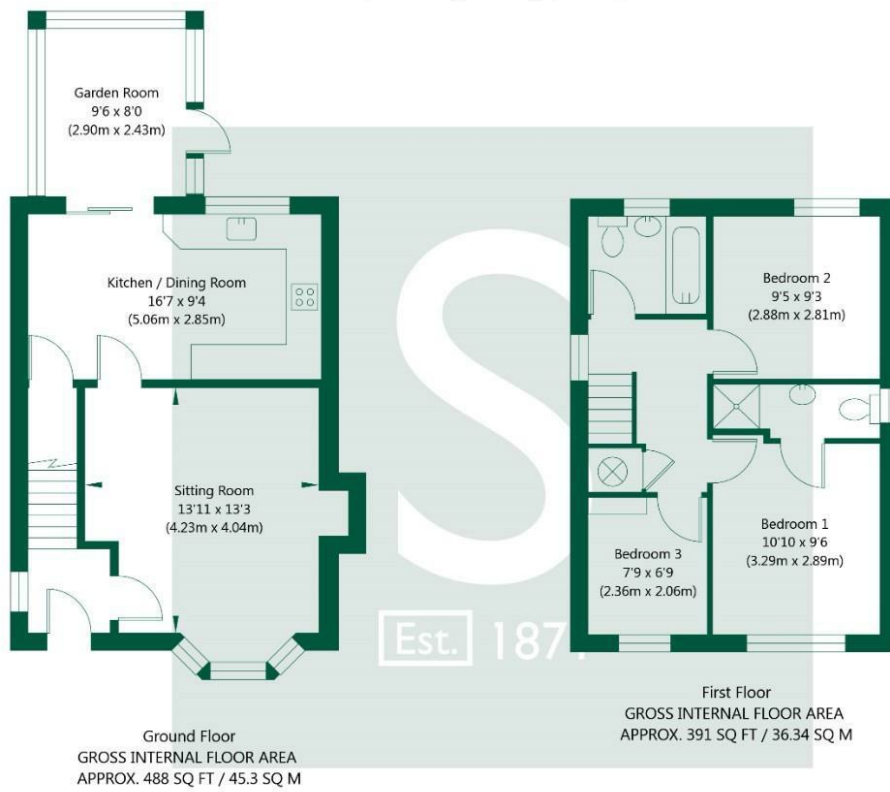 Garden Room
9'6 x 8'0
(2.90m x 2.43m)
Kitchen / Dining Room
16'7 x 9'4
(5.06m x 2.85m)
Sitting Room
13'11 x 13'3
(4.23m x 4.04m)
Ground Floor
GROSS INTERNAL FLOOR AREA
APPROX. 488 SQ FT / 45.3 SQ M
Bedroom 2
9'5 x 9'3
(2.88m x 2.81m)
Bedroom 1
10'10 x 9'6
(3.29m x 2.89m)
Bedroom 3
7'9 x 6'9
(2.36m x 2.06m)
First Floor
GROSS INTERNAL FLOOR AREA
APPROX. 391 SQ FT / 36.34 SQ M
S
Est.